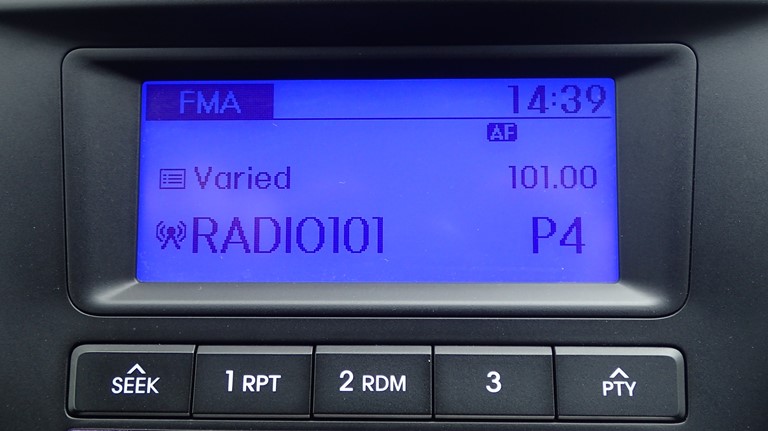 FMA 14:39
AF
Varied 101.00
RADIO101 P4
SEEK 1 RPT 2 RDM 3 PTY